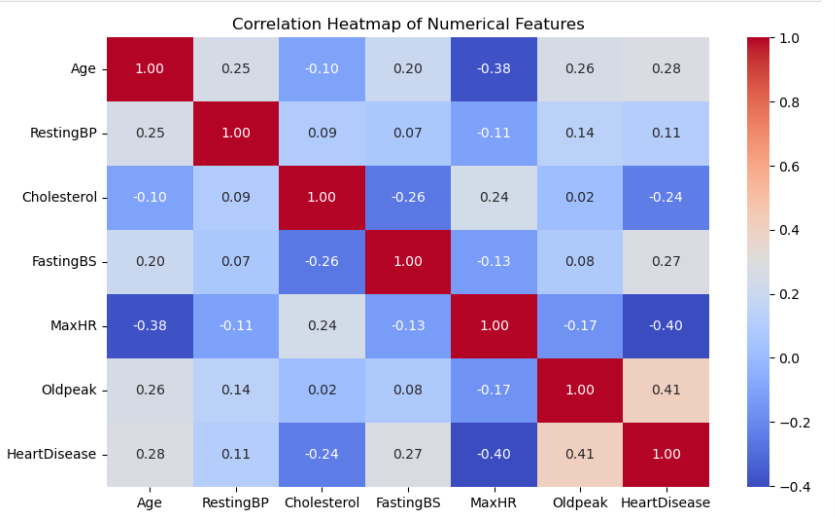 Correlation Heatmap of Numerical Features
Age 1.00 0.25 -0.10 0.20 -0.38 0.26 0.28
RestingBP 0.25 1.00 0.09 0.07 -0.11 0.14 0.11
Cholesterol -0.10 0.09 1.00 -0.26 0.24 0.02 -0.24
FastingBS 0.20 0.07 -0.26 1.00 -0.13 0.08 0.27
MaxHR -0.38 -0.11 0.24 -0.13 1.00 -0.17 -0.40
Oldpeak 0.26 0.14 0.02 0.08 -0.17 1.00 0.41
HeartDisease 0.28 0.11 -0.24 0.27 -0.40 0.41 1.00
Age RestingBP Cholesterol FastingBS MaxHR Oldpeak HeartDisease
1.0
0.8
0.6
0.4
0.2
0.0
−0.2
−0.4